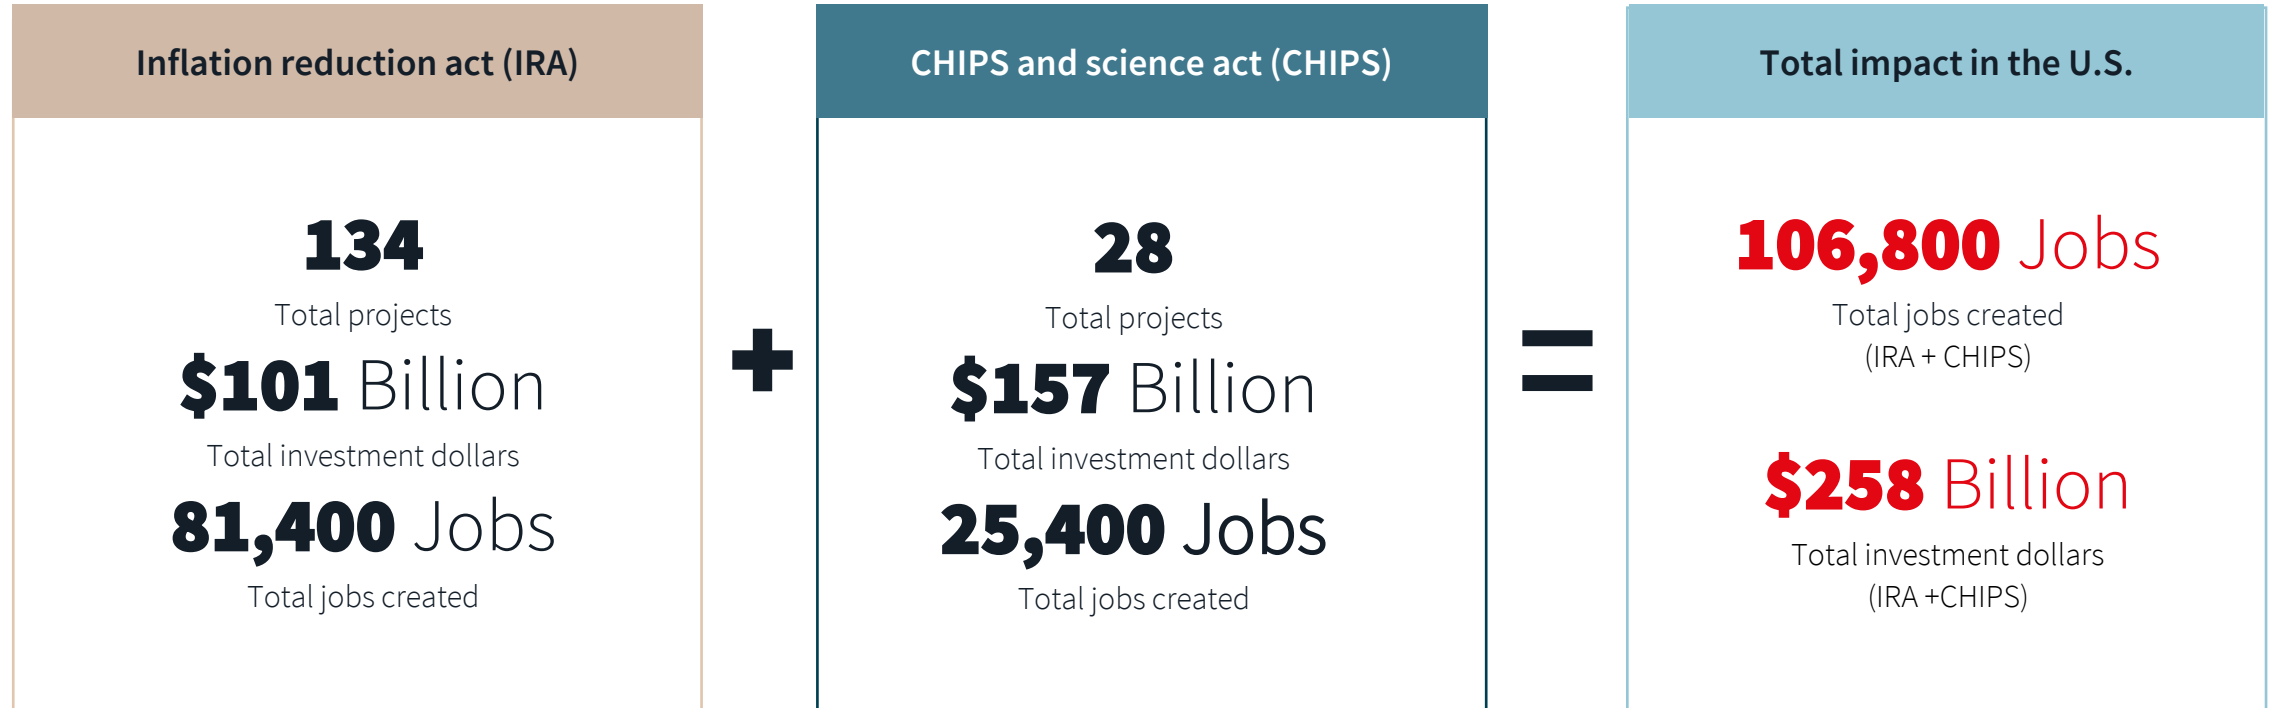 Inflation reduction act (IRA)
134
Total projects
$101 Billion
Total investment dollars
81,400 Jobs
Total jobs created
+
CHIPS and science act (CHIPS)
28
Total projects
$157 Billion
Total investment dollars
25,400 Jobs
Total jobs created
=
Total impact in the U.S.
106,800 Jobs
Total jobs created
(IRA + CHIPS)
$258 Billion
Total investment dollars
(IRA +CHIPS)